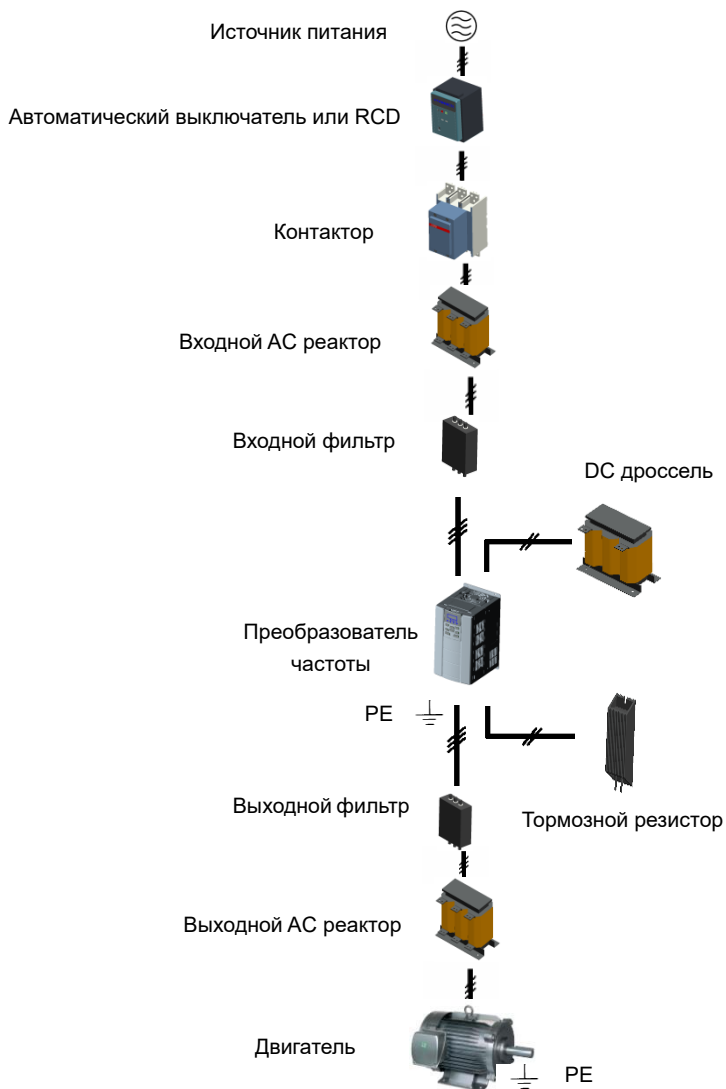 Источник питания
Автоматический выключатель или RCD
Контактор
Входной AC реактор
Входной фильтр
DC дроссель
Преобразователь
частоты
PE
Выходной фильтр
Тормозной резистор
Выходной AC реактор
Двигатель
PE